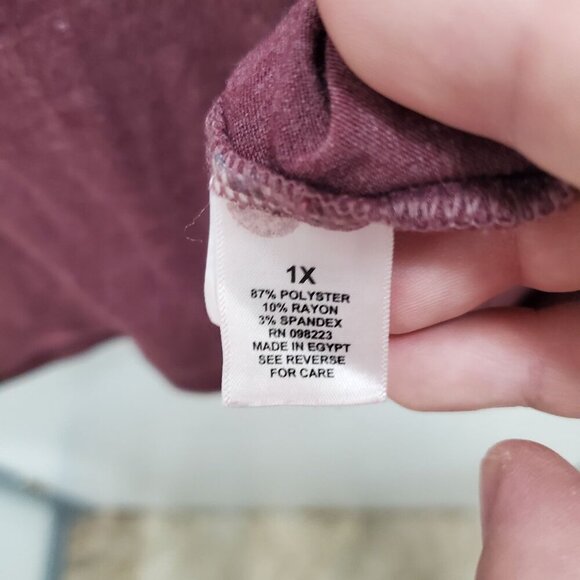 1X
87% POLYSTER
10% RAYON
3% SPANDEX
RN 098223
MADE IN EGYPT
SEE REVERSE
FOR CARE